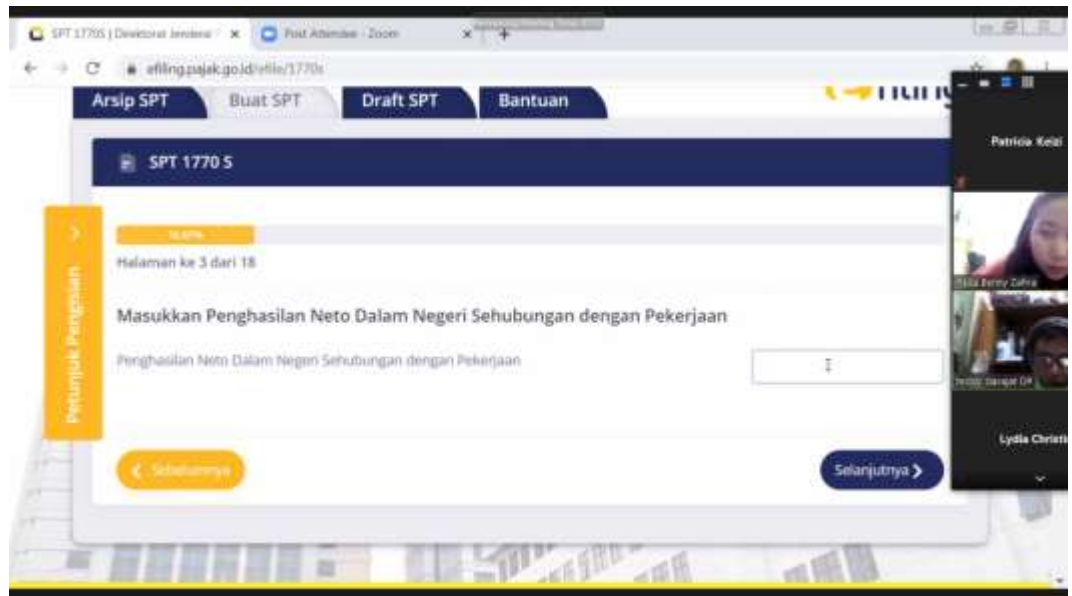 SPT 1770S | Direktorat Jenderal
Post Attendee - Zoom
efiling.pajak.go.id/efile/1770s
Arsip SPT
Buat SPT
Draft SPT
Bantuan
SPT 1770 S
Halaman ke 3 dari 18
Masukkan Penghasilan Neto Dalam Negeri Sehubungan dengan Pekerjaan
Penghasilan Neto Dalam Negeri Sehubungan dengan Pekerjaan
Sebelumnya
Selanjutnya
Petunjuk Pengisian
Patricia Keizi
Lydia Christi